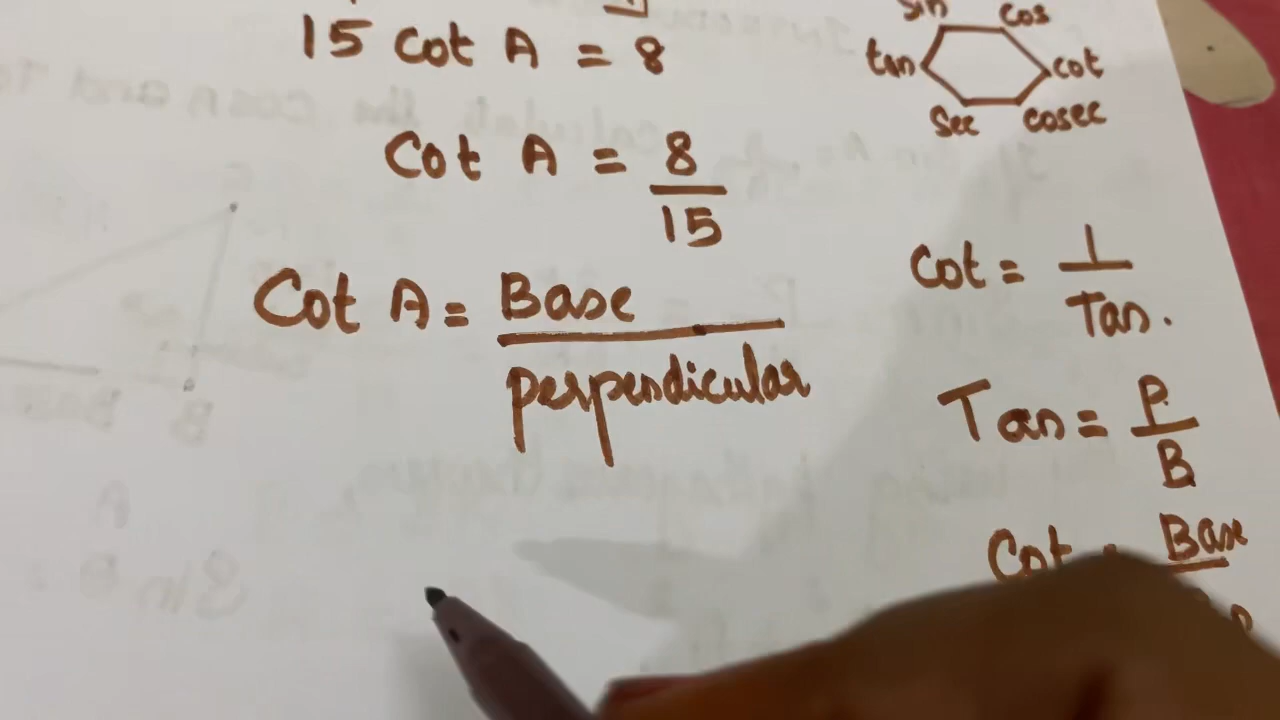 15 cot A = 8
Cot A = 8/15
Cot A = Base/perpendicular
sin cos
tan cot
Sec cosec
Cot = 1/Tan.
Tan = P/B
Cot = Base